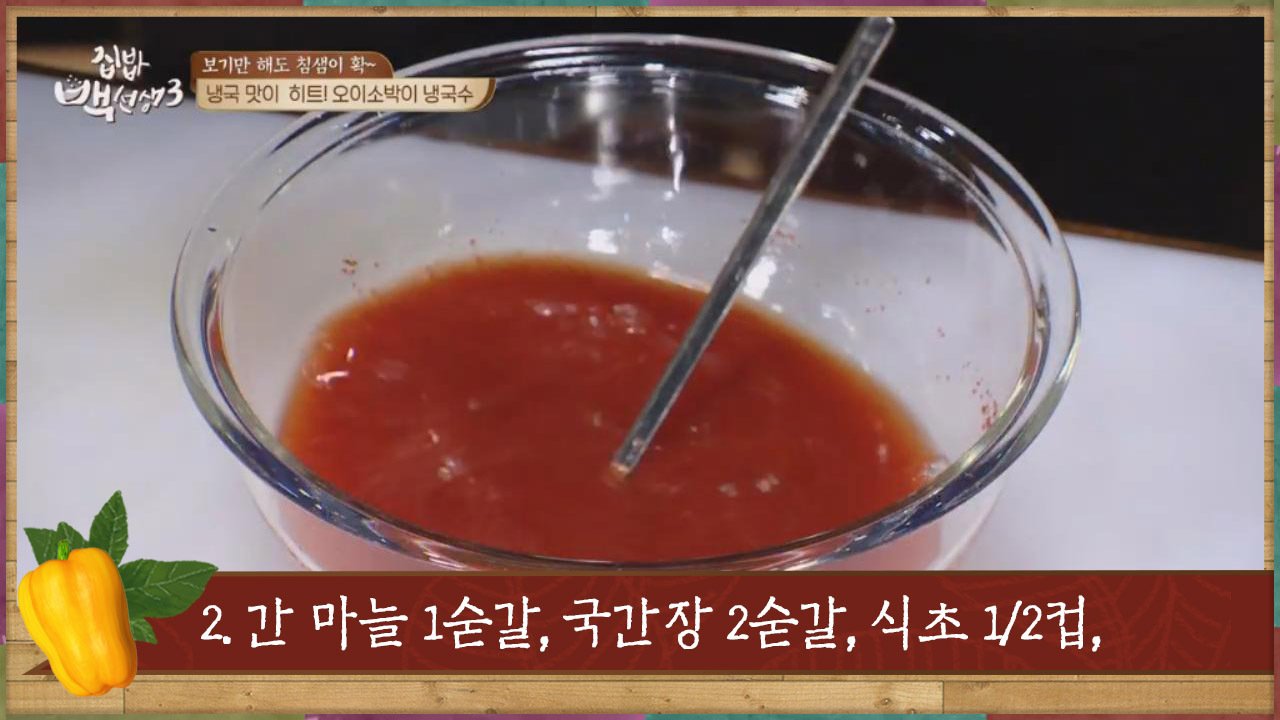 집밥
백선생3
보기만 해도 침샘이 확~
냉국 맛이 히트! 오이소박이 냉국수
2. 간 마늘 1숟갈, 국간장 2숟갈, 식초 1/2컵,